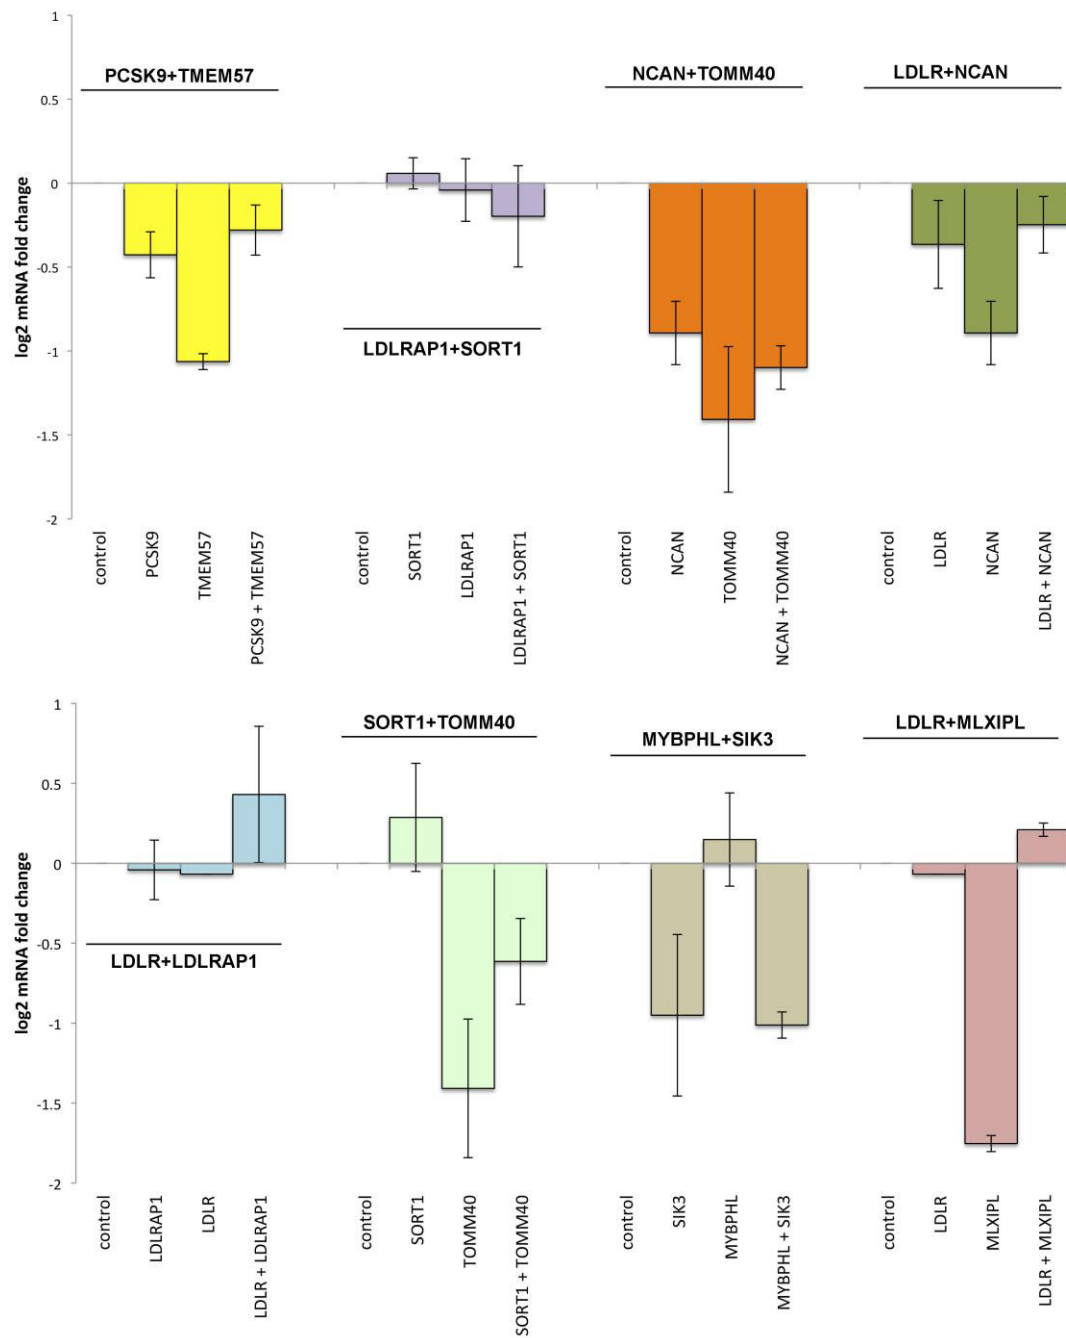 PCSK9+TMEM57
NCAN+TOMM40
LDLR+NCAN
LDLRAP1+SORT1
log2 mRNA fold change
1
0.5
0
-0.5
-1
-1.5
-2
control
PCSK9
TMEM57
PCSK9 + TMEM57
control
SORT1
LDLRAP1
LDLRAP1 + SORT1
control
NCAN
TOMM40
NCAN + TOMM40
control
LDLR
NCAN
LDLR + NCAN
SORT1+TOMM40
MYBPHL+SIK3
LDLR+MLXIPL
LDLR+LDLRAP1
log2 mRNA fold change
1
0.5
0
-0.5
-1
-1.5
-2
control
LDLRAP1
LDLR
LDLR + LDLRAP1
control
SORT1
TOMM40
SORT1 + TOMM40
control
SIK3
MYBPHL
MYBPHL + SIK3
control
LDLR
MLXIPL
LDLR + MLXIPL